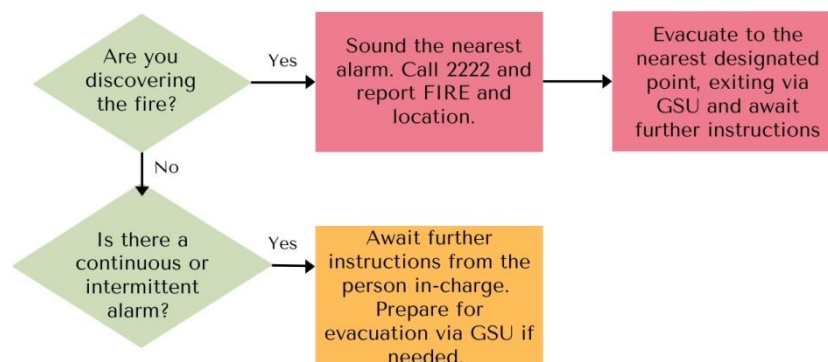 Are you
discovering
the fire?
Yes
Sound the nearest
alarm. Call 2222 and
report FIRE and
location.
Evacuate to the
nearest designated
point, exiting via
GSU and await
further instructions
No
Is there a
continuous or
intermittent
alarm?
Yes
Await further
instructions from the
person in-charge.
Prepare for
evacuation via GSU if
needed.